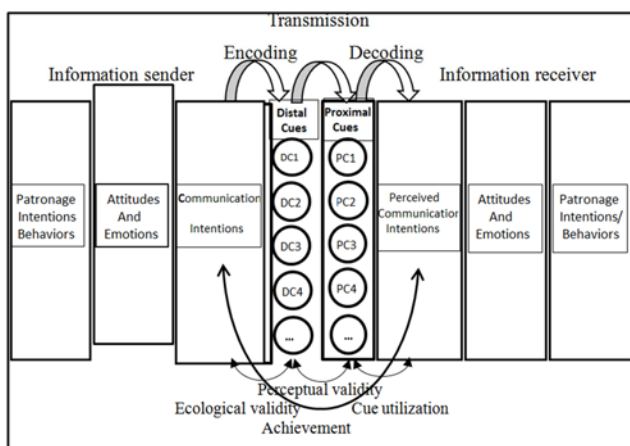 Transmission
Encoding
Decoding
Information sender
Information receiver
Distal
Cues
Proximal
Cues
DC1
PC1
DC2
PC2
DC3
PC3
DC4
PC4
...
...
Patronage
Intentions
Behaviors
Attitudes
And
Emotions
Communication
Intentions
Perceived
Communication
Intentions
Attitudes
And
Emotions
Patronage
Intentions/
Behaviors
Perceptual validity
Ecological validity
Cue utilization
Achievement